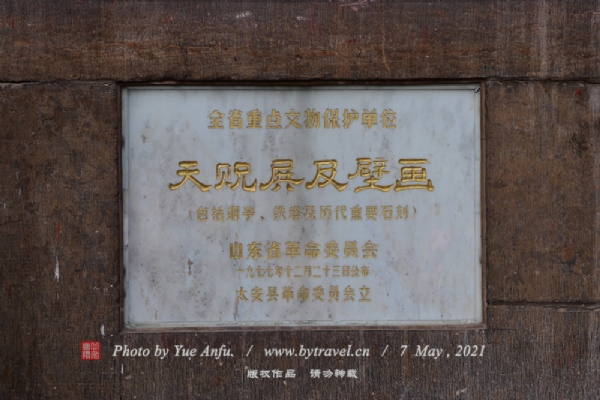 全省重点文物保护单位
天贶殿及壁画
（包括铜亭、铁塔及历代重要石刻）
山东省革命委员会
一九七七年十二月二十三日公布
太安县革命委员会立
Photo by Yue Anfu. / www.bytravel.cn / 7 May , 2021
版权作品 请勿转载